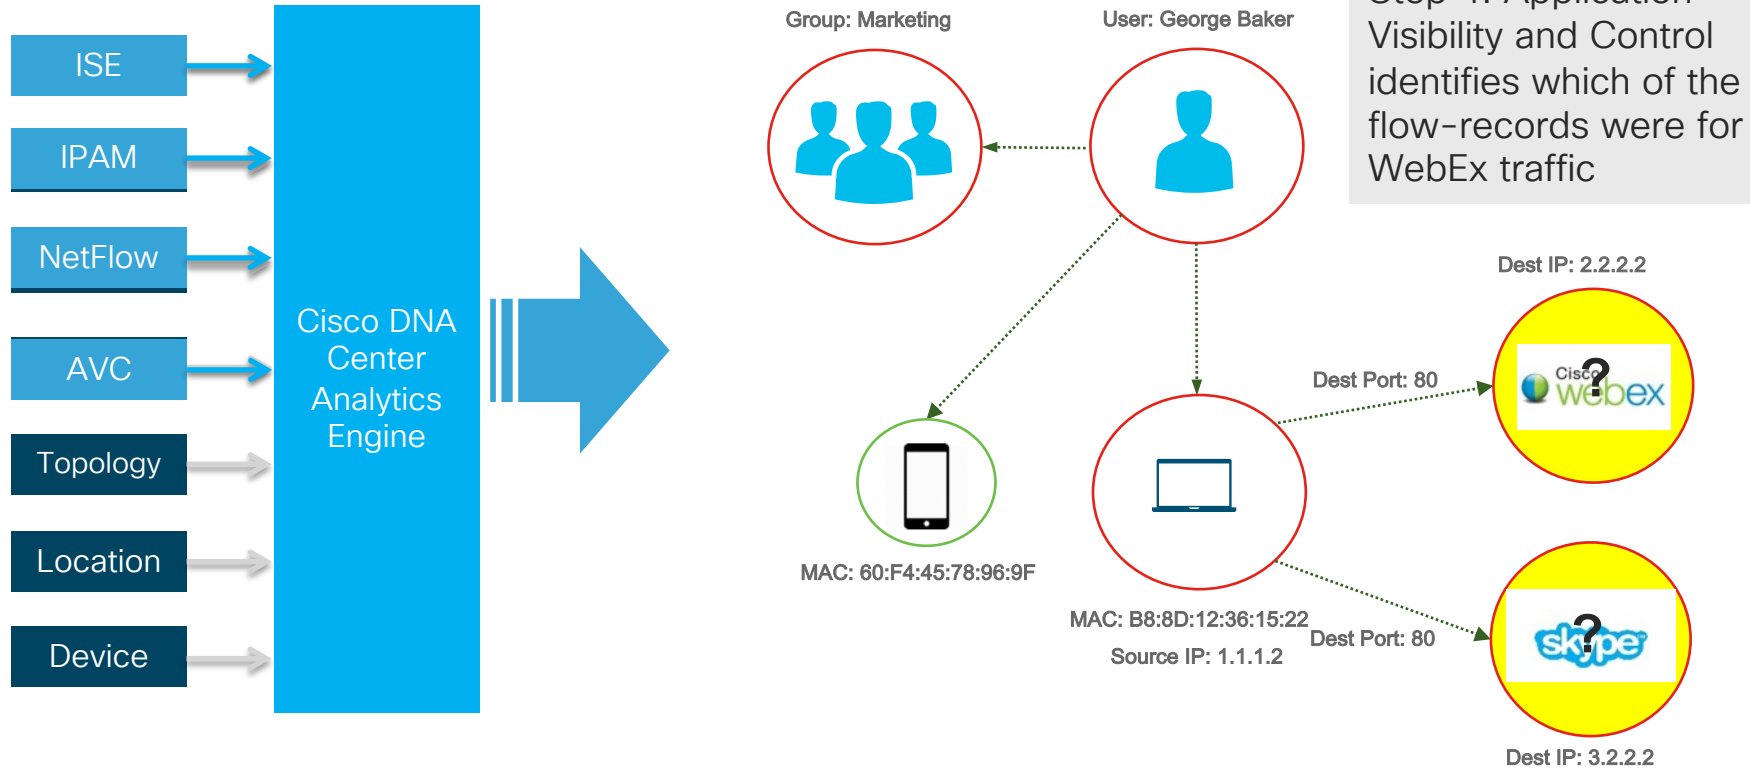 ISE
IPAM
NetFlow
AVC
Topology
Location
Device
Cisco DNA
Center
Analytics
Engine
Group: Marketing
User: George Baker
Step 4: Application
Visibility and Control
identifies which of the
flow-records were for
WebEx traffic
Dest IP: 2.2.2.2
Dest Port: 80
Cisco
webex
?
MAC: 60:F4:45:78:96:9F
MAC: B8:8D:12:36:15:22
Source IP: 1.1.1.2
Dest Port: 80
skype
?
Dest IP: 3.2.2.2